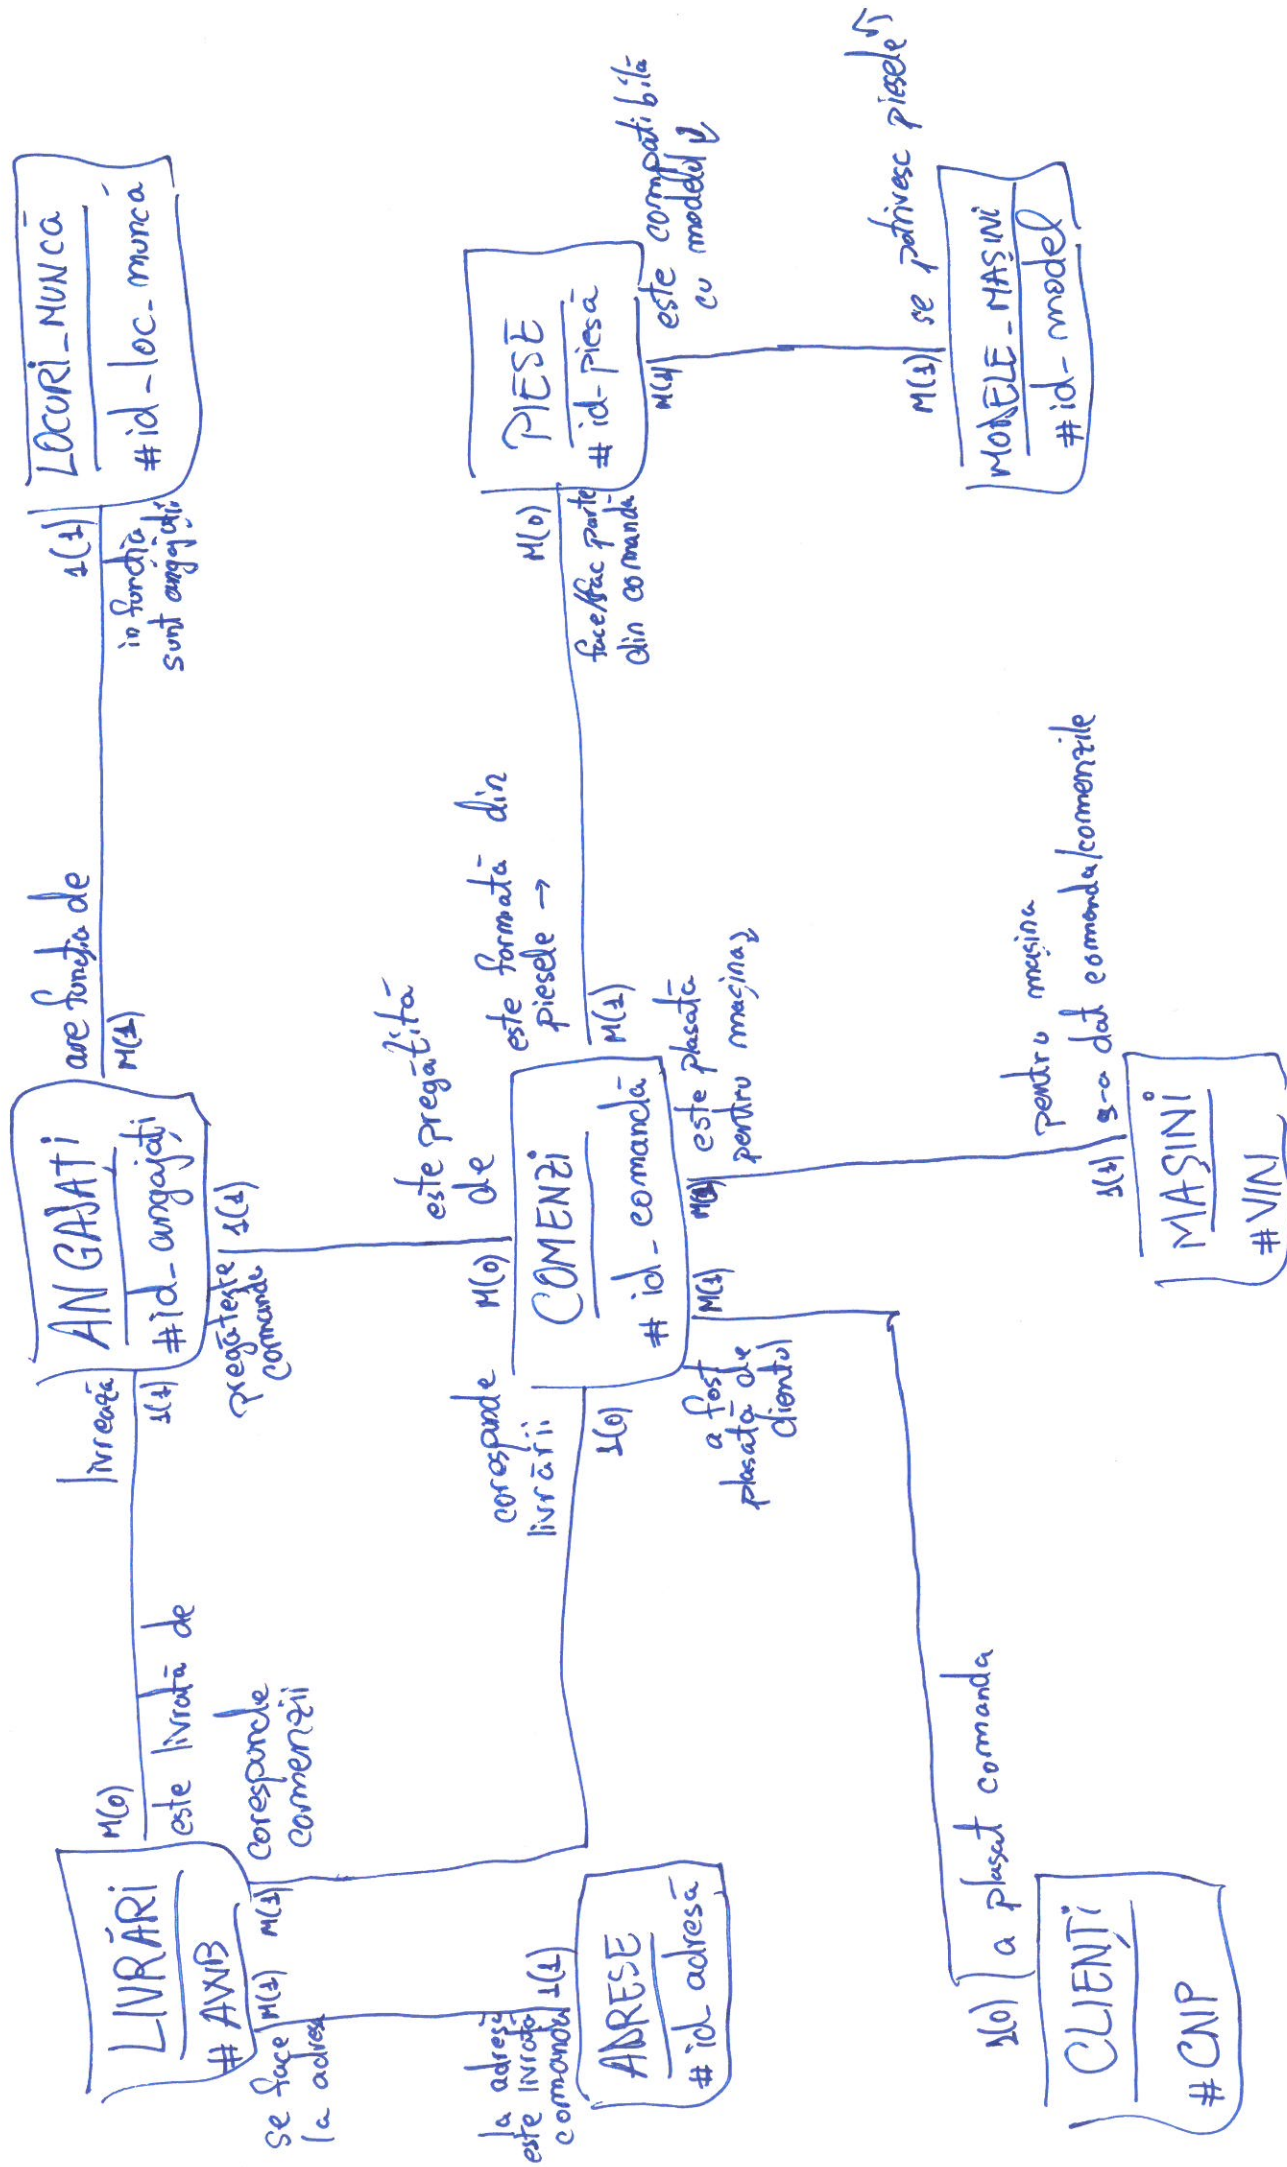 LIVRĂRI
# AWB
M(0)
este livrată de
livrează
1(1)
ANGAJAȚI
#id_angajați
are funcția de
M(1)
1(1)
în funcția
sunt angajații
LOCURI_MUNCĂ
#id_loc_muncă
M(1)
se face
la adresa
M(1)
corespunde
comenzii
pregătește
comanda
1(1)
este pregătită
de
M(0)
la adresa
este livrată
comanda
1(1)
ADRESE
#id_adresă
corespunde
livrării
1(0)
COMENZI
# id_comandă
este formată din
piesele →
M(1)
M(0)
face/fac parte
din comanda
PIESE
# id_piesă
M(1)
este compatibilă
cu modelul
a fost
plasată de
clientul
M(1)
M(1)
este plasată
pentru mașina
1(0)
a plasat comanda
CLIENȚI
# CNP
pentru mașina
1(1)
s-a dat comanda/comenzile
MAȘINI
# VIN
M(1)
se potrivesc piesele
MODELE_MAȘINI
#id_model